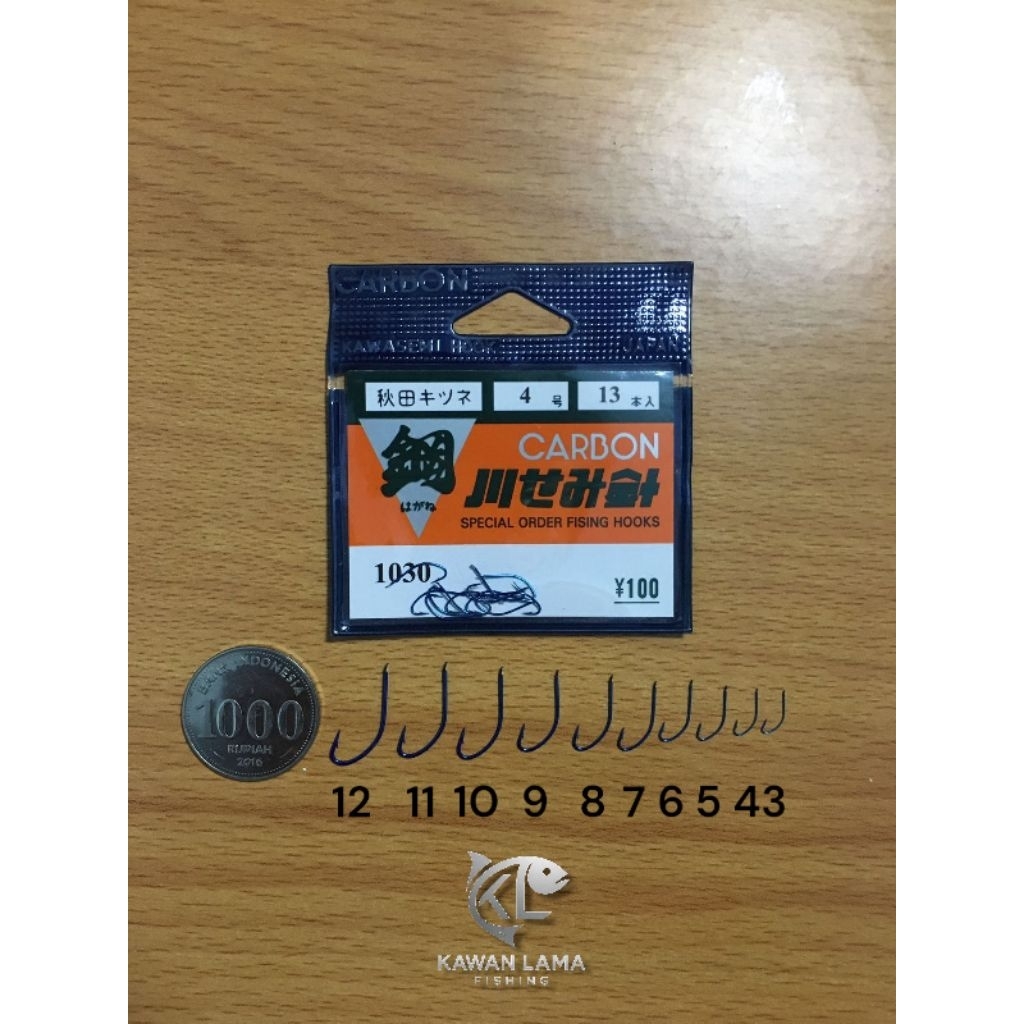 CARBON
KAWASEMI HOOK
JAPAN
秋田キツネ
4 号
13 本入
鋼
はがね
CARBON
川せみ針
SPECIAL ORDER FISING HOOKS
1030
¥100
BANK INDONESIA
1000
RUPIAH
2016
12 11 10 9 8 7 6 5 4 3
KL
KAWAN LAMA
FISHING